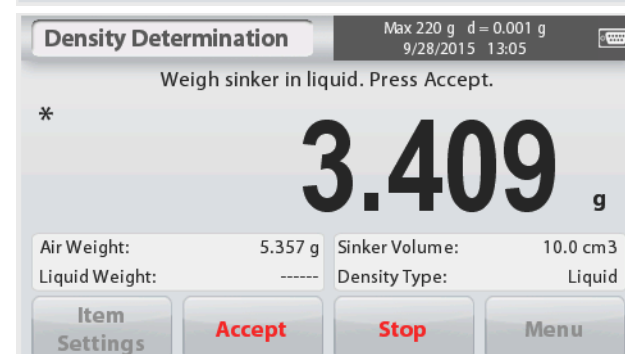 Density Determination
Max 220 g d = 0.001 g
9/28/2015 13:05
Weigh sinker in liquid. Press Accept.
*
3.409 g
Air Weight: 5.357 g Sinker Volume: 10.0 cm3
Liquid Weight: ------ Density Type: Liquid
Item Settings Accept Stop Menu